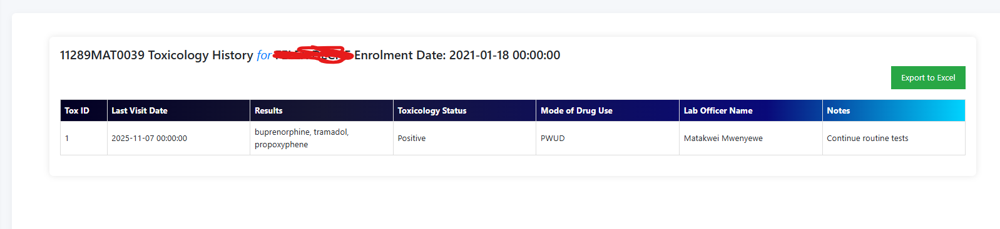 11289MAT0039 Toxicology History for Enrolment Date: 2021-01-18 00:00:00
Export to Excel
Tox ID Last Visit Date Results Toxicology Status Mode of Drug Use Lab Officer Name Notes
1 2025-11-07 00:00:00 buprenorphine, tramadol, Positive PWUD Matakwei Mwenyewe Continue routine tests
propoxyphene